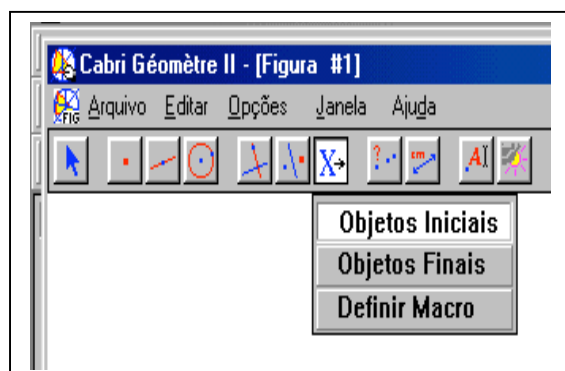 Cabri Géomètre II - [Figura #1]
Arquivo Editar Opções Janela Ajuda
Objetos Iniciais
Objetos Finais
Definir Macro